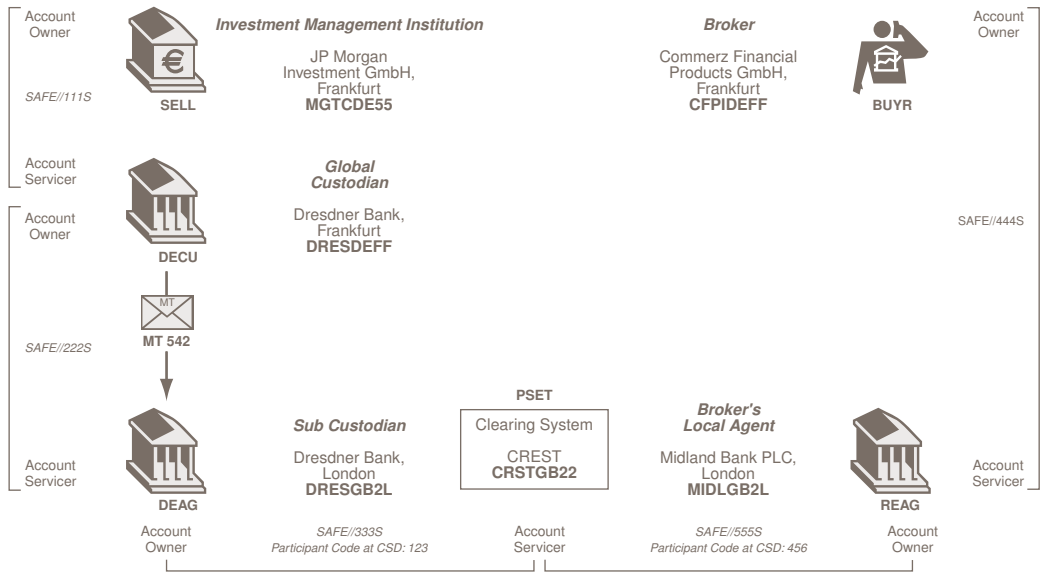 Account
Owner
SAFE//111S
Account
Servicer
€
SELL
Investment Management Institution
JP Morgan
Investment GmbH,
Frankfurt
MGTCDE55
Broker
Commerz Financial
Products GmbH,
Frankfurt
CFPIDEFF
BUYR
Account
Owner
Account
Owner
SAFE//222S
Account
Servicer
DECU
Global
Custodian
Dresdner Bank,
Frankfurt
DRESDEFF
SAFE//444S
MT
MT 542
DEAG
Sub Custodian
Dresdner Bank,
London
DRESGB2L
PSET
Clearing System
CREST
CRSTGB22
Broker's
Local Agent
Midland Bank PLC,
London
MIDLGB2L
REAG
Account
Servicer
Account
Owner
SAFE//333S
Participant Code at CSD: 123
Account
Servicer
SAFE//555S
Participant Code at CSD: 456
Account
Owner